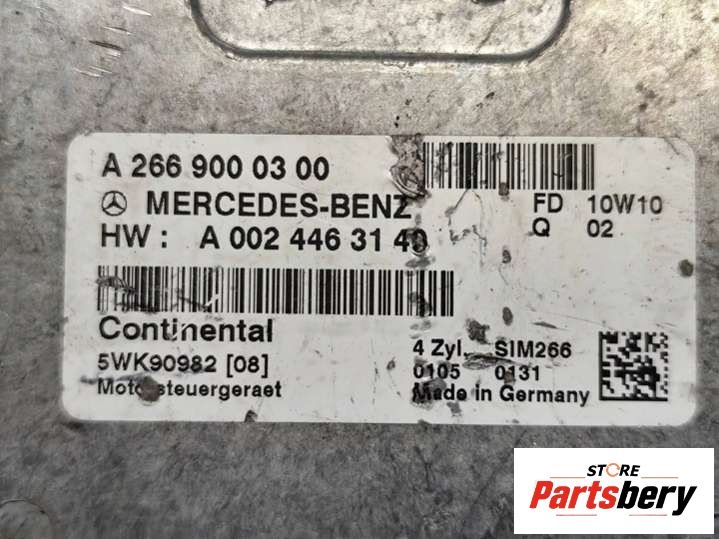 A 266 900 03 00
MERCEDES-BENZ
FD 10W10
HW : A 002 446 31 40
Q 02
Continental
5WK90982 [08]
4 Zyl. SIM266
0105 0131
Motorsteuergeraet
Made in Germany
STORE
Partsbery